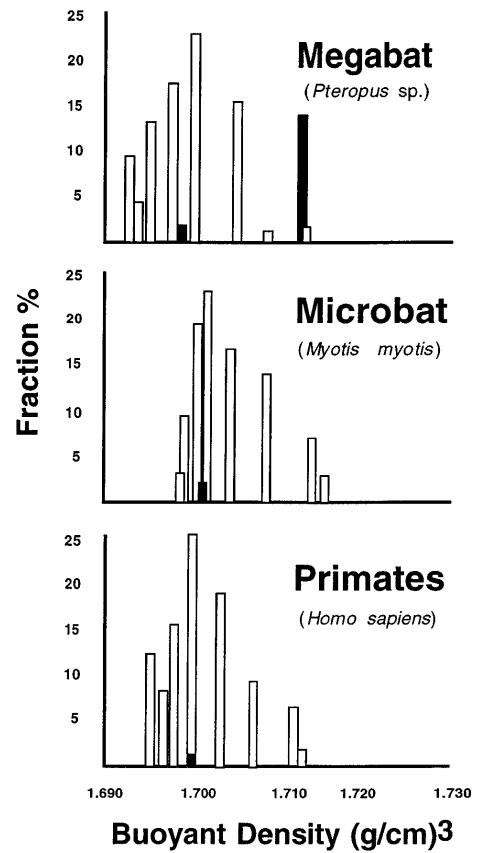 25
20
15
10
5
Megabat
(Pteropus sp.)
25
20
15
10
5
Microbat
(Myotis myotis)
Fraction %
25
20
15
10
5
Primates
(Homo sapiens)
1.690 1.700 1.710 1.720 1.730
Buoyant Density (g/cm)3